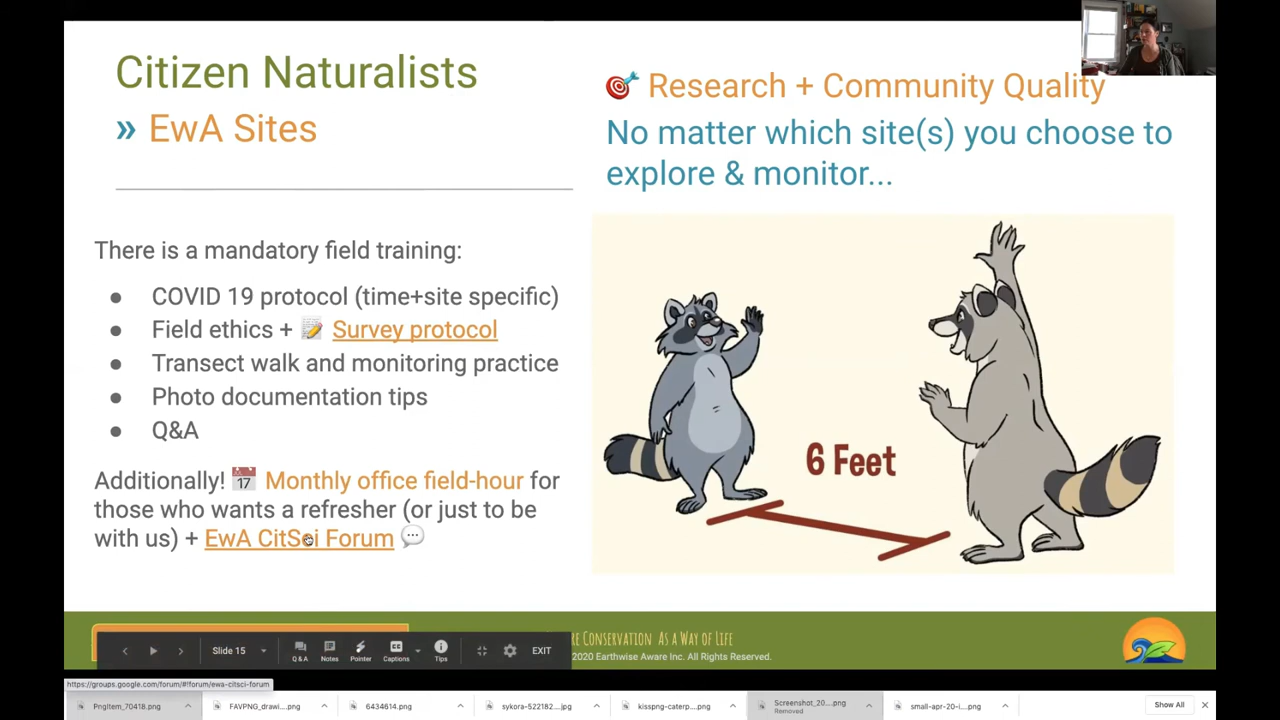 Citizen Naturalists
» EwA Sites
🎯 Research + Community Quality
No matter which site(s) you choose to
explore & monitor...
There is a mandatory field training:
● COVID 19 protocol (time+site specific)
● Field ethics + 📝 Survey protocol
● Transect walk and monitoring practice
● Photo documentation tips
● Q&A
Additionally! 📅 Monthly office field-hour for
those who wants a refresher (or just to be
with us) + EwA CitSci Forum 💬
6 Feet
Conservation As a Way of Life
2020 Earthwise Aware Inc. All Rights Reserved.
Slide 15
Q&A
Notes
Pointer
Captions
Tips
EXIT
https://groups.google.com/forum/#!forum/ewa-citsci-forum
PngItem_70418.png
FAVPNG_drawi....png
6434614.png
sykora-522182...jpg
kisspng-caterp....png
Screenshot_20....png
Removed
small-apr-20-i....png
Show All